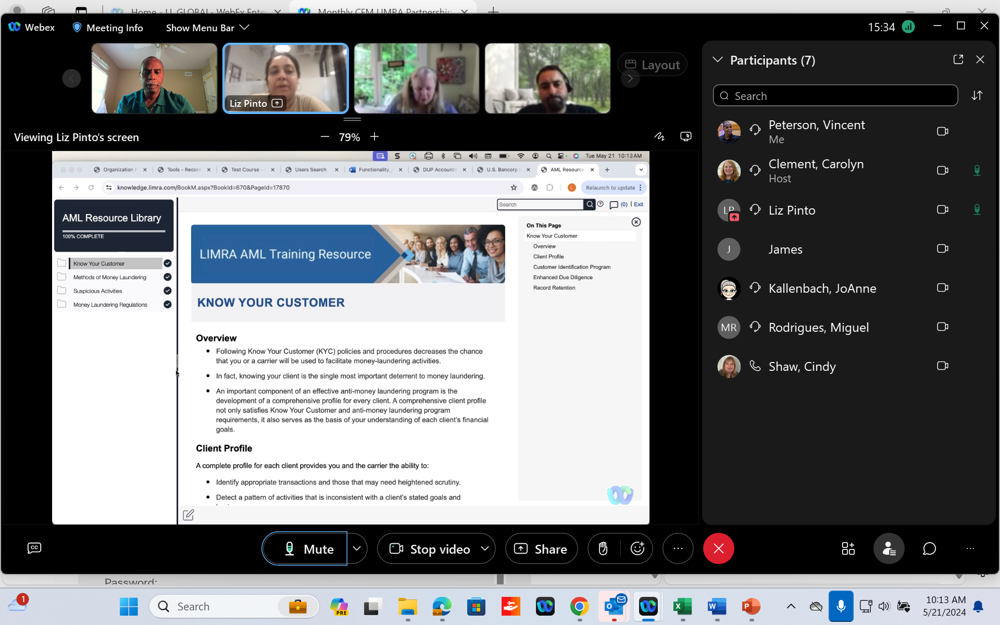 Home - LL GLOBAL - WebEx Ente
Monthly CFM LIMRA Partnership
Webex
Meeting Info
Show Menu Bar
15:34
Liz Pinto
Layout
Viewing Liz Pinto's screen
79%
Tue May 21 10:13 AM
Organization P
Tools - Record
Test Course -
Users Search
Functionality_
DUP Accountin
U.S. Bancorp
AML Resource
knowledge.limra.com/BookM.aspx?BookId=670&PageId=17870
L
Relaunch to update
AML Resource Library
100% COMPLETE
Know Your Customer
Methods of Money Laundering
Suspicious Activities
Money Laundering Regulations
Search
(0) | Exit
LIMRA AML Training Resource
KNOW YOUR CUSTOMER
Overview
• Following Know Your Customer (KYC) policies and procedures decreases the chance
that you or a carrier will be used to facilitate money-laundering activities.
• In fact, knowing your client is the single most important deterrent to money laundering.
• An important component of an effective anti-money laundering program is the
development of a comprehensive profile for every client. A comprehensive client profile
not only satisfies Know Your Customer and anti-money laundering program
requirements, it also serves as the basis of your understanding of each client's financial
goals.
Client Profile
A complete profile for each client provides you and the carrier the ability to:
• Identify appropriate transactions and those that may need heightened scrutiny.
• Detect a pattern of activities that is inconsistent with a client's stated goals and
On This Page
Know Your Customer
Overview
Client Profile
Customer Identification Program
Enhanced Due Diligence
Record Retention
Participants (7)
Search
Peterson, Vincent
Me
Clement, Carolyn
Host
LP
Liz Pinto
J
James
Kallenbach, JoAnne
MR
Rodrigues, Miguel
Shaw, Cindy
CC
Mute
Stop video
Share
Password:
1
Search
PRE
10:13 AM
5/21/2024